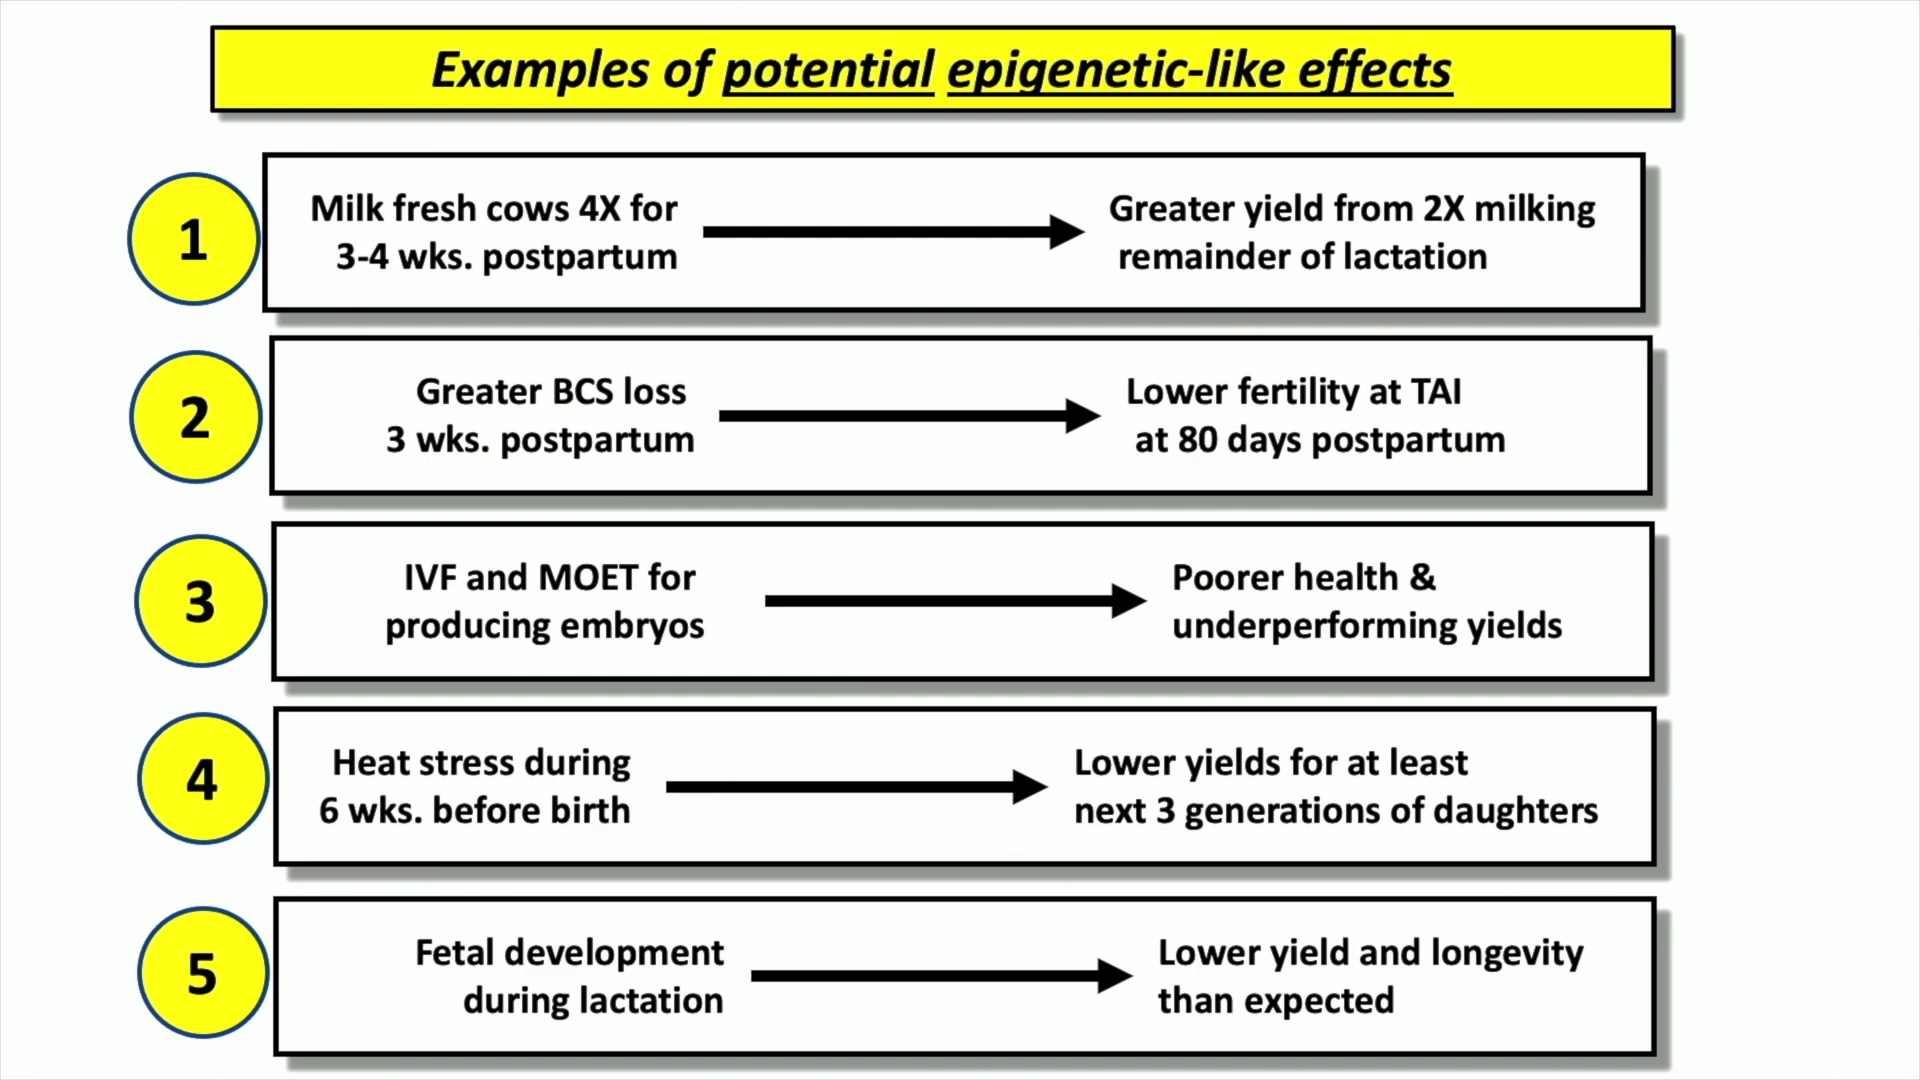 Examples of potential epigenetic-like effects
1
Milk fresh cows 4X for
3-4 wks. postpartum
Greater yield from 2X milking
remainder of lactation
2
Greater BCS loss
3 wks. postpartum
Lower fertility at TAI
at 80 days postpartum
3
IVF and MOET for
producing embryos
Poorer health &
underperforming yields
4
Heat stress during
6 wks. before birth
Lower yields for at least
next 3 generations of daughters
5
Fetal development
during lactation
Lower yield and longevity
than expected